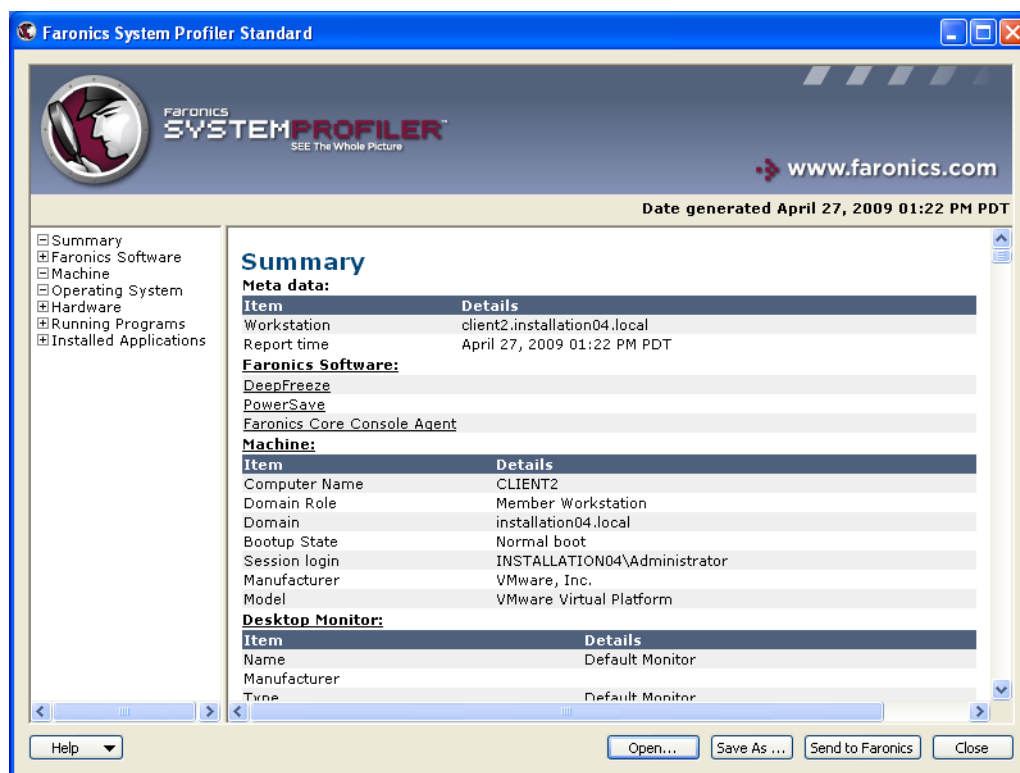 Faronics System Profiler Standard
Faronics
SYSTEMPROFILER™
SEE The Whole Picture
www.faronics.com
Date generated April 27, 2009 01:22 PM PDT
Summary
Faronics Software
Machine
Operating System
Hardware
Running Programs
Installed Applications
Summary
Meta data:
Item Details
Workstation client2.installation04.local
Report time April 27, 2009 01:22 PM PDT
Faronics Software:
DeepFreeze
PowerSave
Faronics Core Console Agent
Machine:
Item Details
Computer Name CLIENT2
Domain Role Member Workstation
Domain installation04.local
Bootup State Normal boot
Session login INSTALLATION04\Administrator
Manufacturer VMware, Inc.
Model VMware Virtual Platform
Desktop Monitor:
Item Details
Name Default Monitor
Manufacturer
Type Default Monitor
Help Open... Save As ... Send to Faronics Close